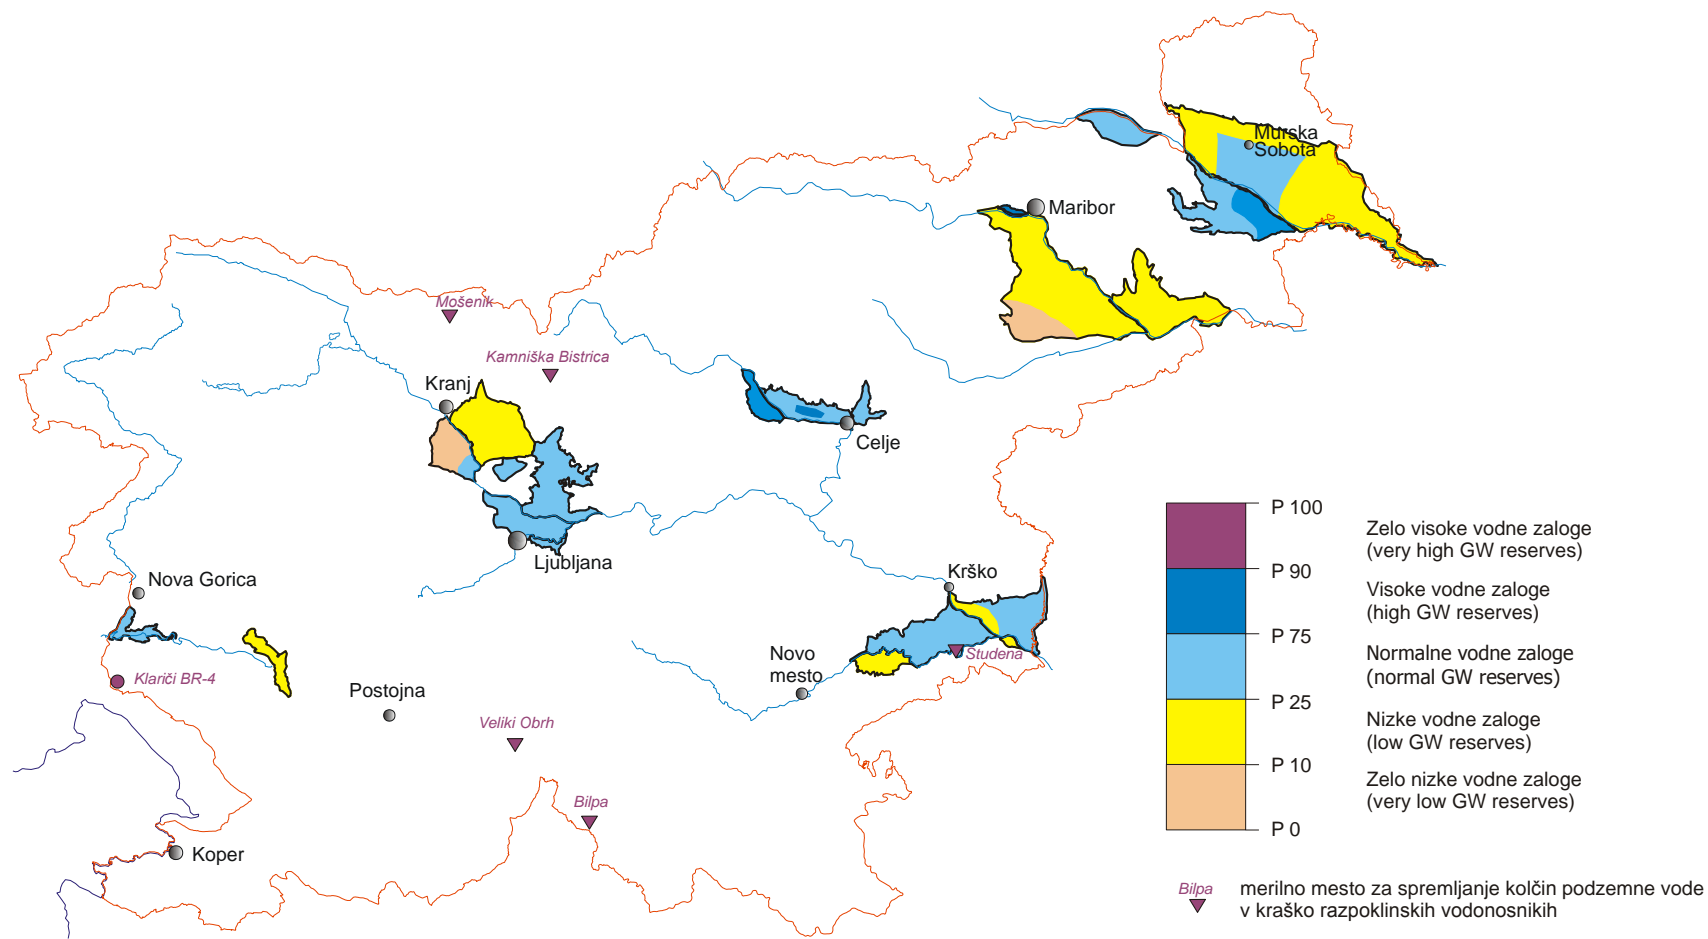 Murska
Sobota
Maribor
Mošenik
Kamniška Bistrica
Kranj
Celje
Ljubljana
Nova Gorica
Krško
Studena
Novo
mesto
Klariči BR-4
Postojna
Veliki Obrh
Bilpa
Koper
P 100
Zelo visoke vodne zaloge
(very high GW reserves)
P 90
Visoke vodne zaloge
(high GW reserves)
P 75
Normalne vodne zaloge
(normal GW reserves)
P 25
Nizke vodne zaloge
(low GW reserves)
P 10
Zelo nizke vodne zaloge
(very low GW reserves)
P 0
Bilpa
merilno mesto za spremljanje kolčin podzemne vode
v kraško razpoklinskih vodonosnikih